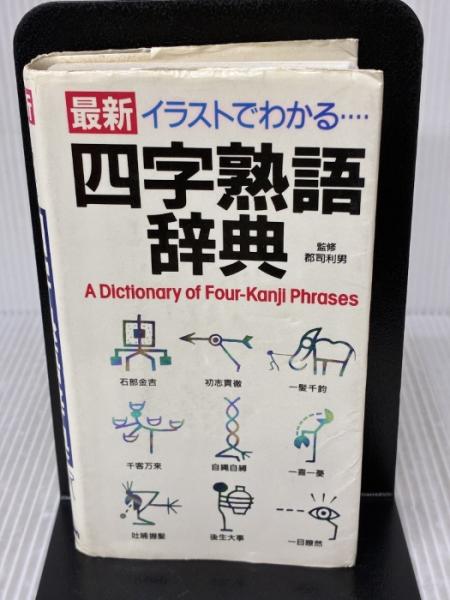 最新 イラストでわかる‥‥
四字熟語
辞典
監修
郡司利男
A Dictionary of Four-Kanji Phrases
石部金吉 初志貫徹 一髪千鈞
千客万来 自縄自縛 一喜一憂
吐哺握髪 後生大事 一目瞭然